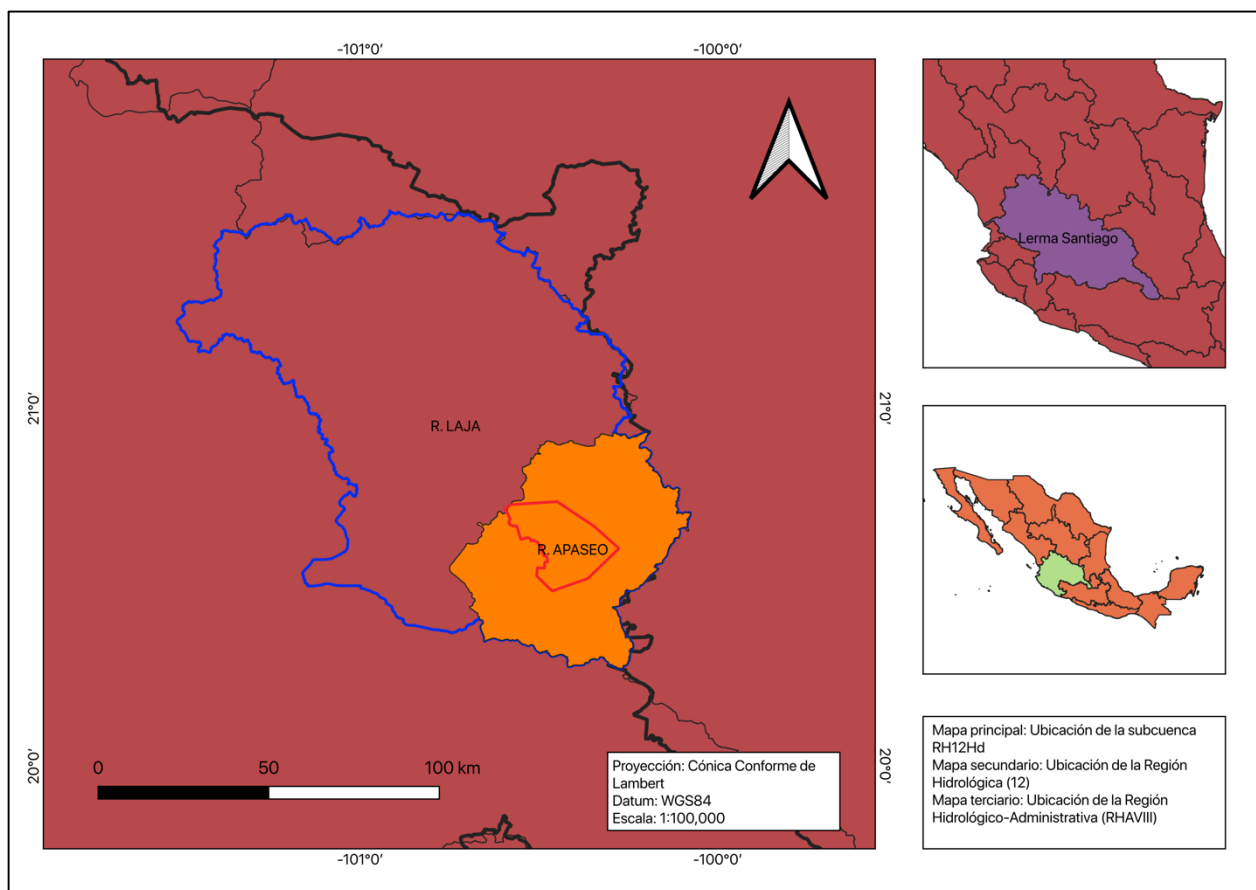 -101°0'
-100°0'
21°0'
21°0'
20°0'
20°0'
R. LAJA
R. APASEO
0
50
100 km
Proyección: Cónica Conforme de
Lambert
Datum: WGS84
Escala: 1:100,000
-101°0'
-100°0'
Lerma Santiago
Mapa principal: Ubicación de la subcuenca
RH12Hd
Mapa secundario: Ubicación de la Región
Hidrológica (12)
Mapa terciario: Ubicación de la Región
Hidrológico-Administrativa (RHAVIII)